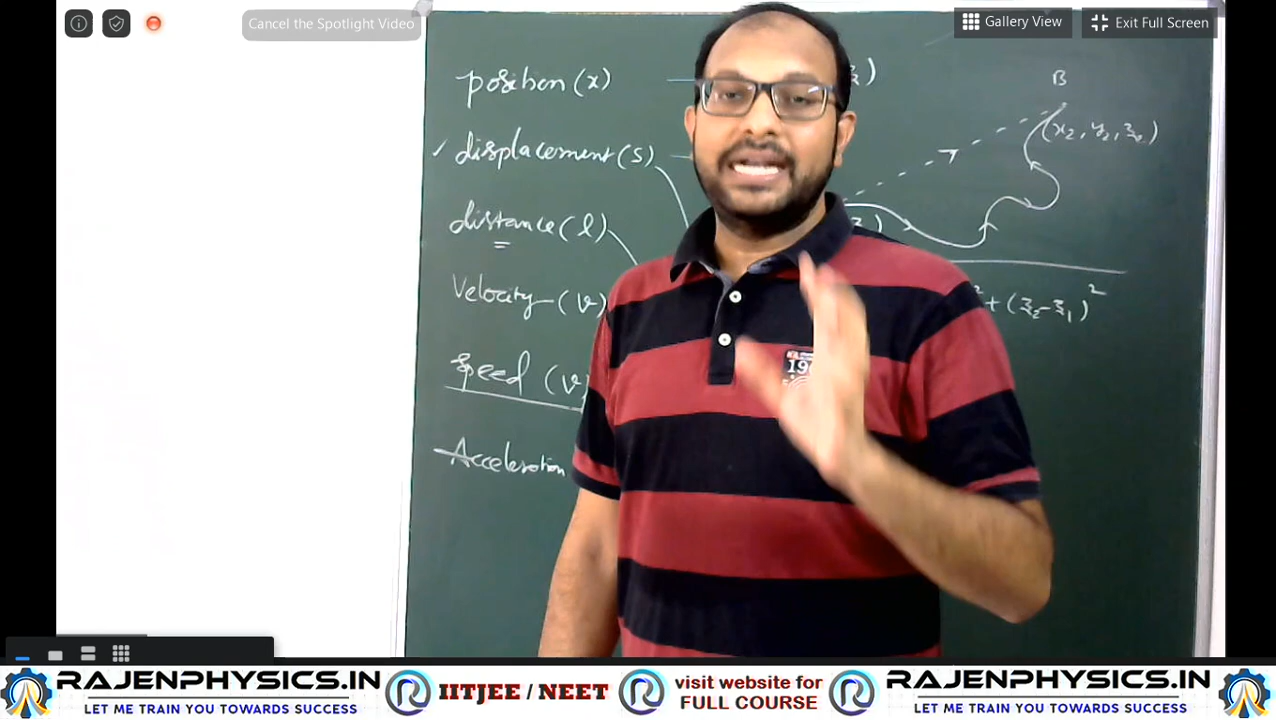 Cancel the Spotlight Video
Gallery View
Exit Full Screen
position (x)
displacement (s)
distance (l)
Velocity (v)
Speed (v)
Acceleration
B
(x₂, y₂, z₂)
² + (z₂ - z₁)²
RAJENPHYSICS.IN
LET ME TRAIN YOU TOWARDS SUCCESS
IITJEE / NEET
visit website for
FULL COURSE
RAJENPHYSICS.IN
LET ME TRAIN YOU TOWARDS SUCCESS